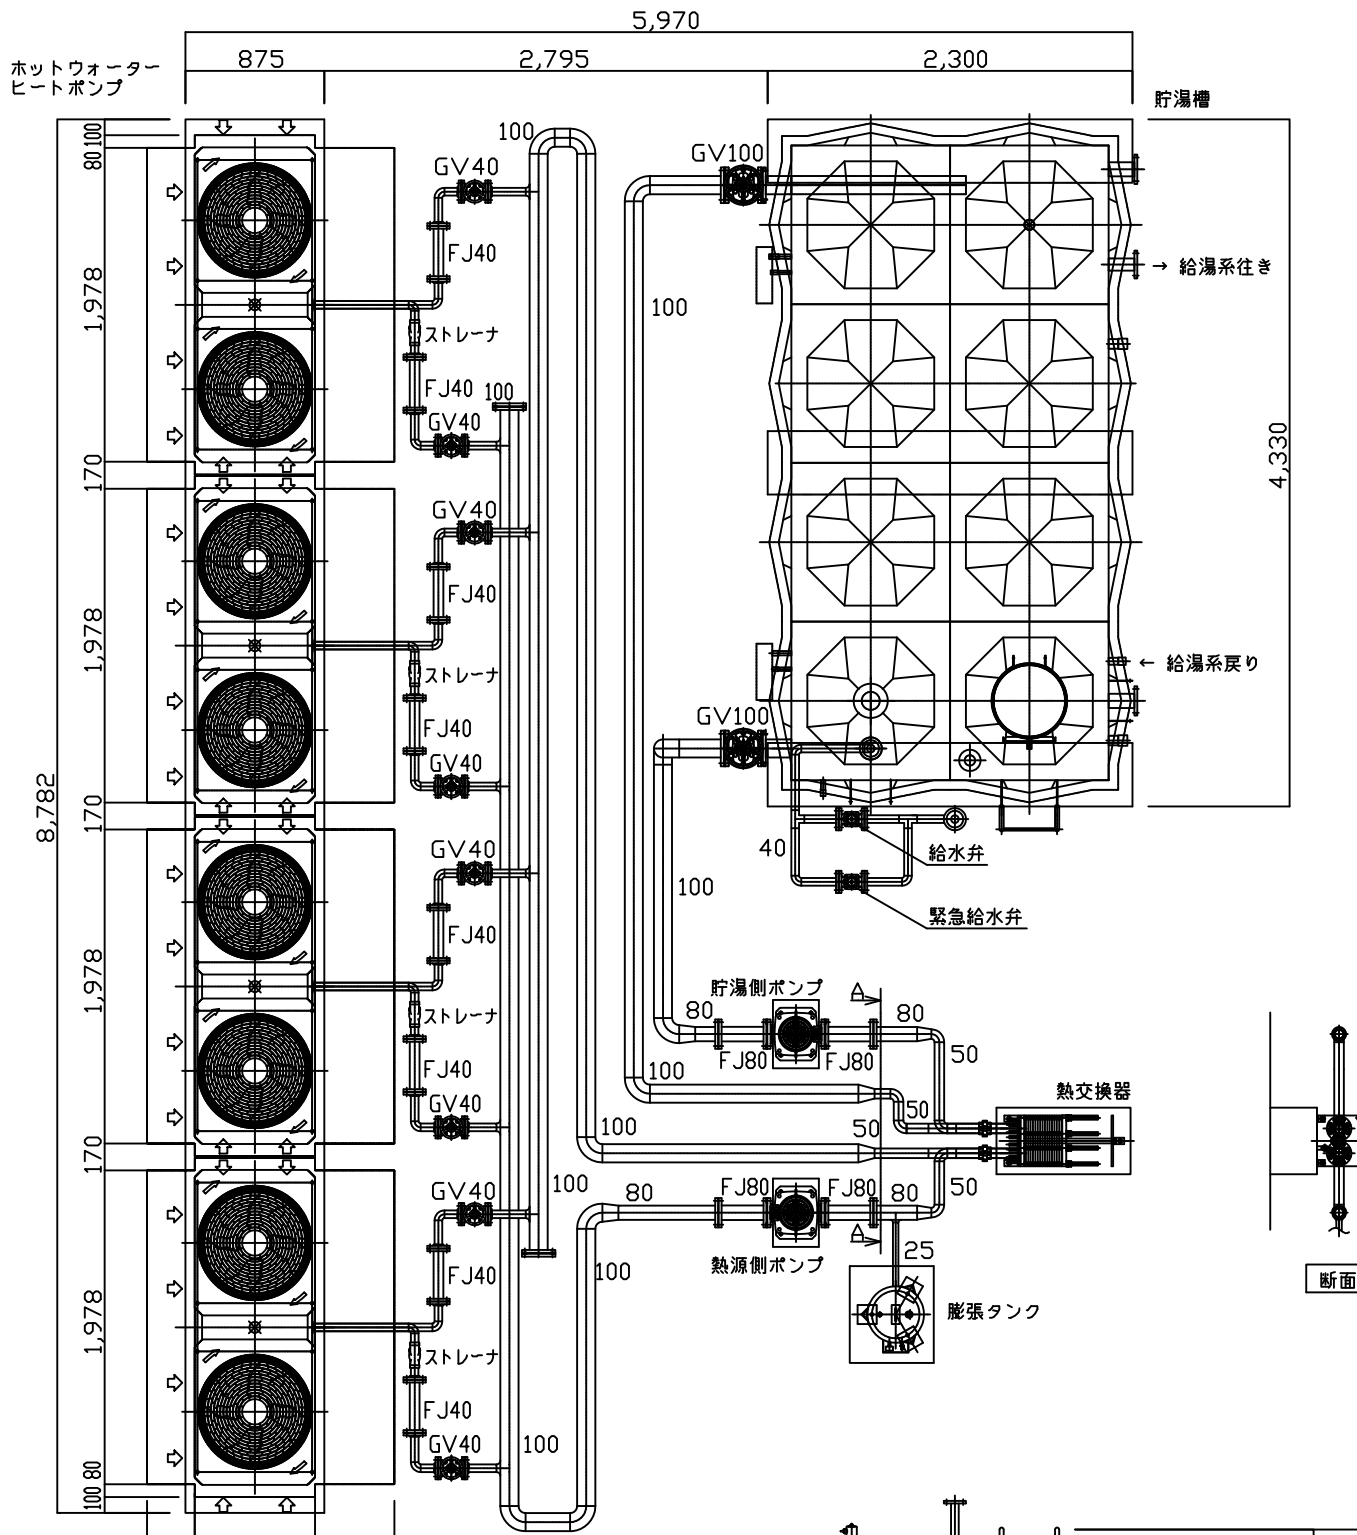 5,970
875
2,795
2,300
ホットウォーター
ヒートポンプ
貯湯槽
100
80
1,978
170
1,978
170
1,978
170
1,978
80
100
8,782
4,330
100
GV40
FJ40
ストレーナ
FJ40
100
GV40
GV40
FJ40
ストレーナ
FJ40
GV40
GV40
FJ40
ストレーナ
FJ40
GV40
GV40
FJ40
ストレーナ
FJ40
GV40
GV100
100
→ 給湯系往き
← 給湯系戻り
GV100
40
給水弁
緊急給水弁
100
貯湯側ポンプ
A
80
80
FJ80
FJ80
50
100
50
熱交換器
100
50
100
80
FJ80
FJ80
80
50
A
25
100
熱源側ポンプ
膨張タンク
100
断面